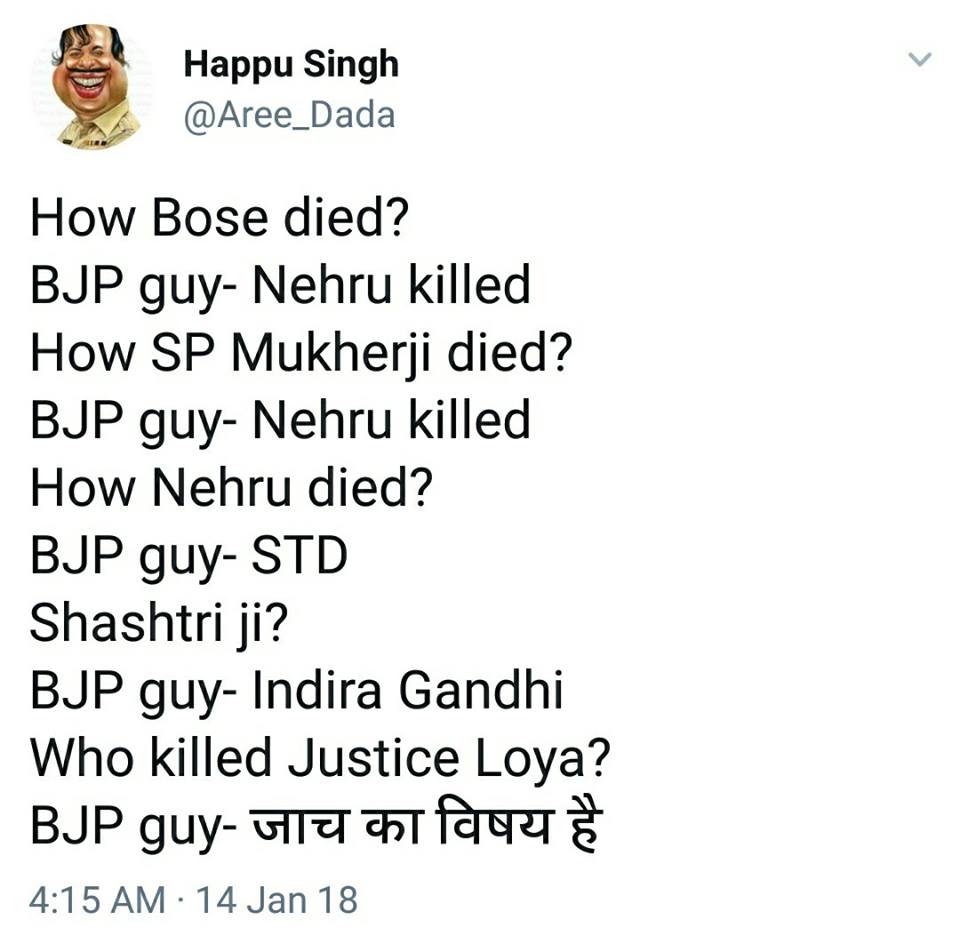 Happu Singh
@Aree_Dada
How Bose died?
BJP guy- Nehru killed
How SP Mukherji died?
BJP guy- Nehru killed
How Nehru died?
BJP guy- STD
Shashtri ji?
BJP guy- Indira Gandhi
Who killed Justice Loya?
BJP guy- जाच का विषय है
4:15 AM · 14 Jan 18